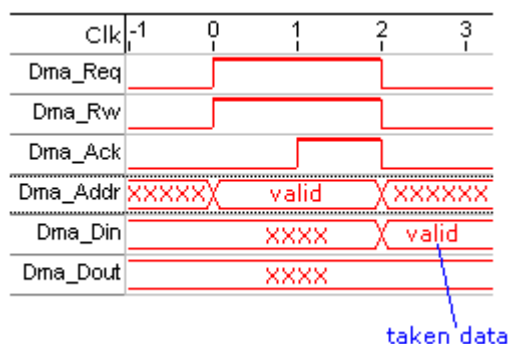 Clk -1 0 1 2 3
Dma_Req
Dma_Rw
Dma_Ack
Dma_Addr XXXXX valid XXXXXX
Dma_Din XXXX valid
Dma_Dout XXXX
taken data